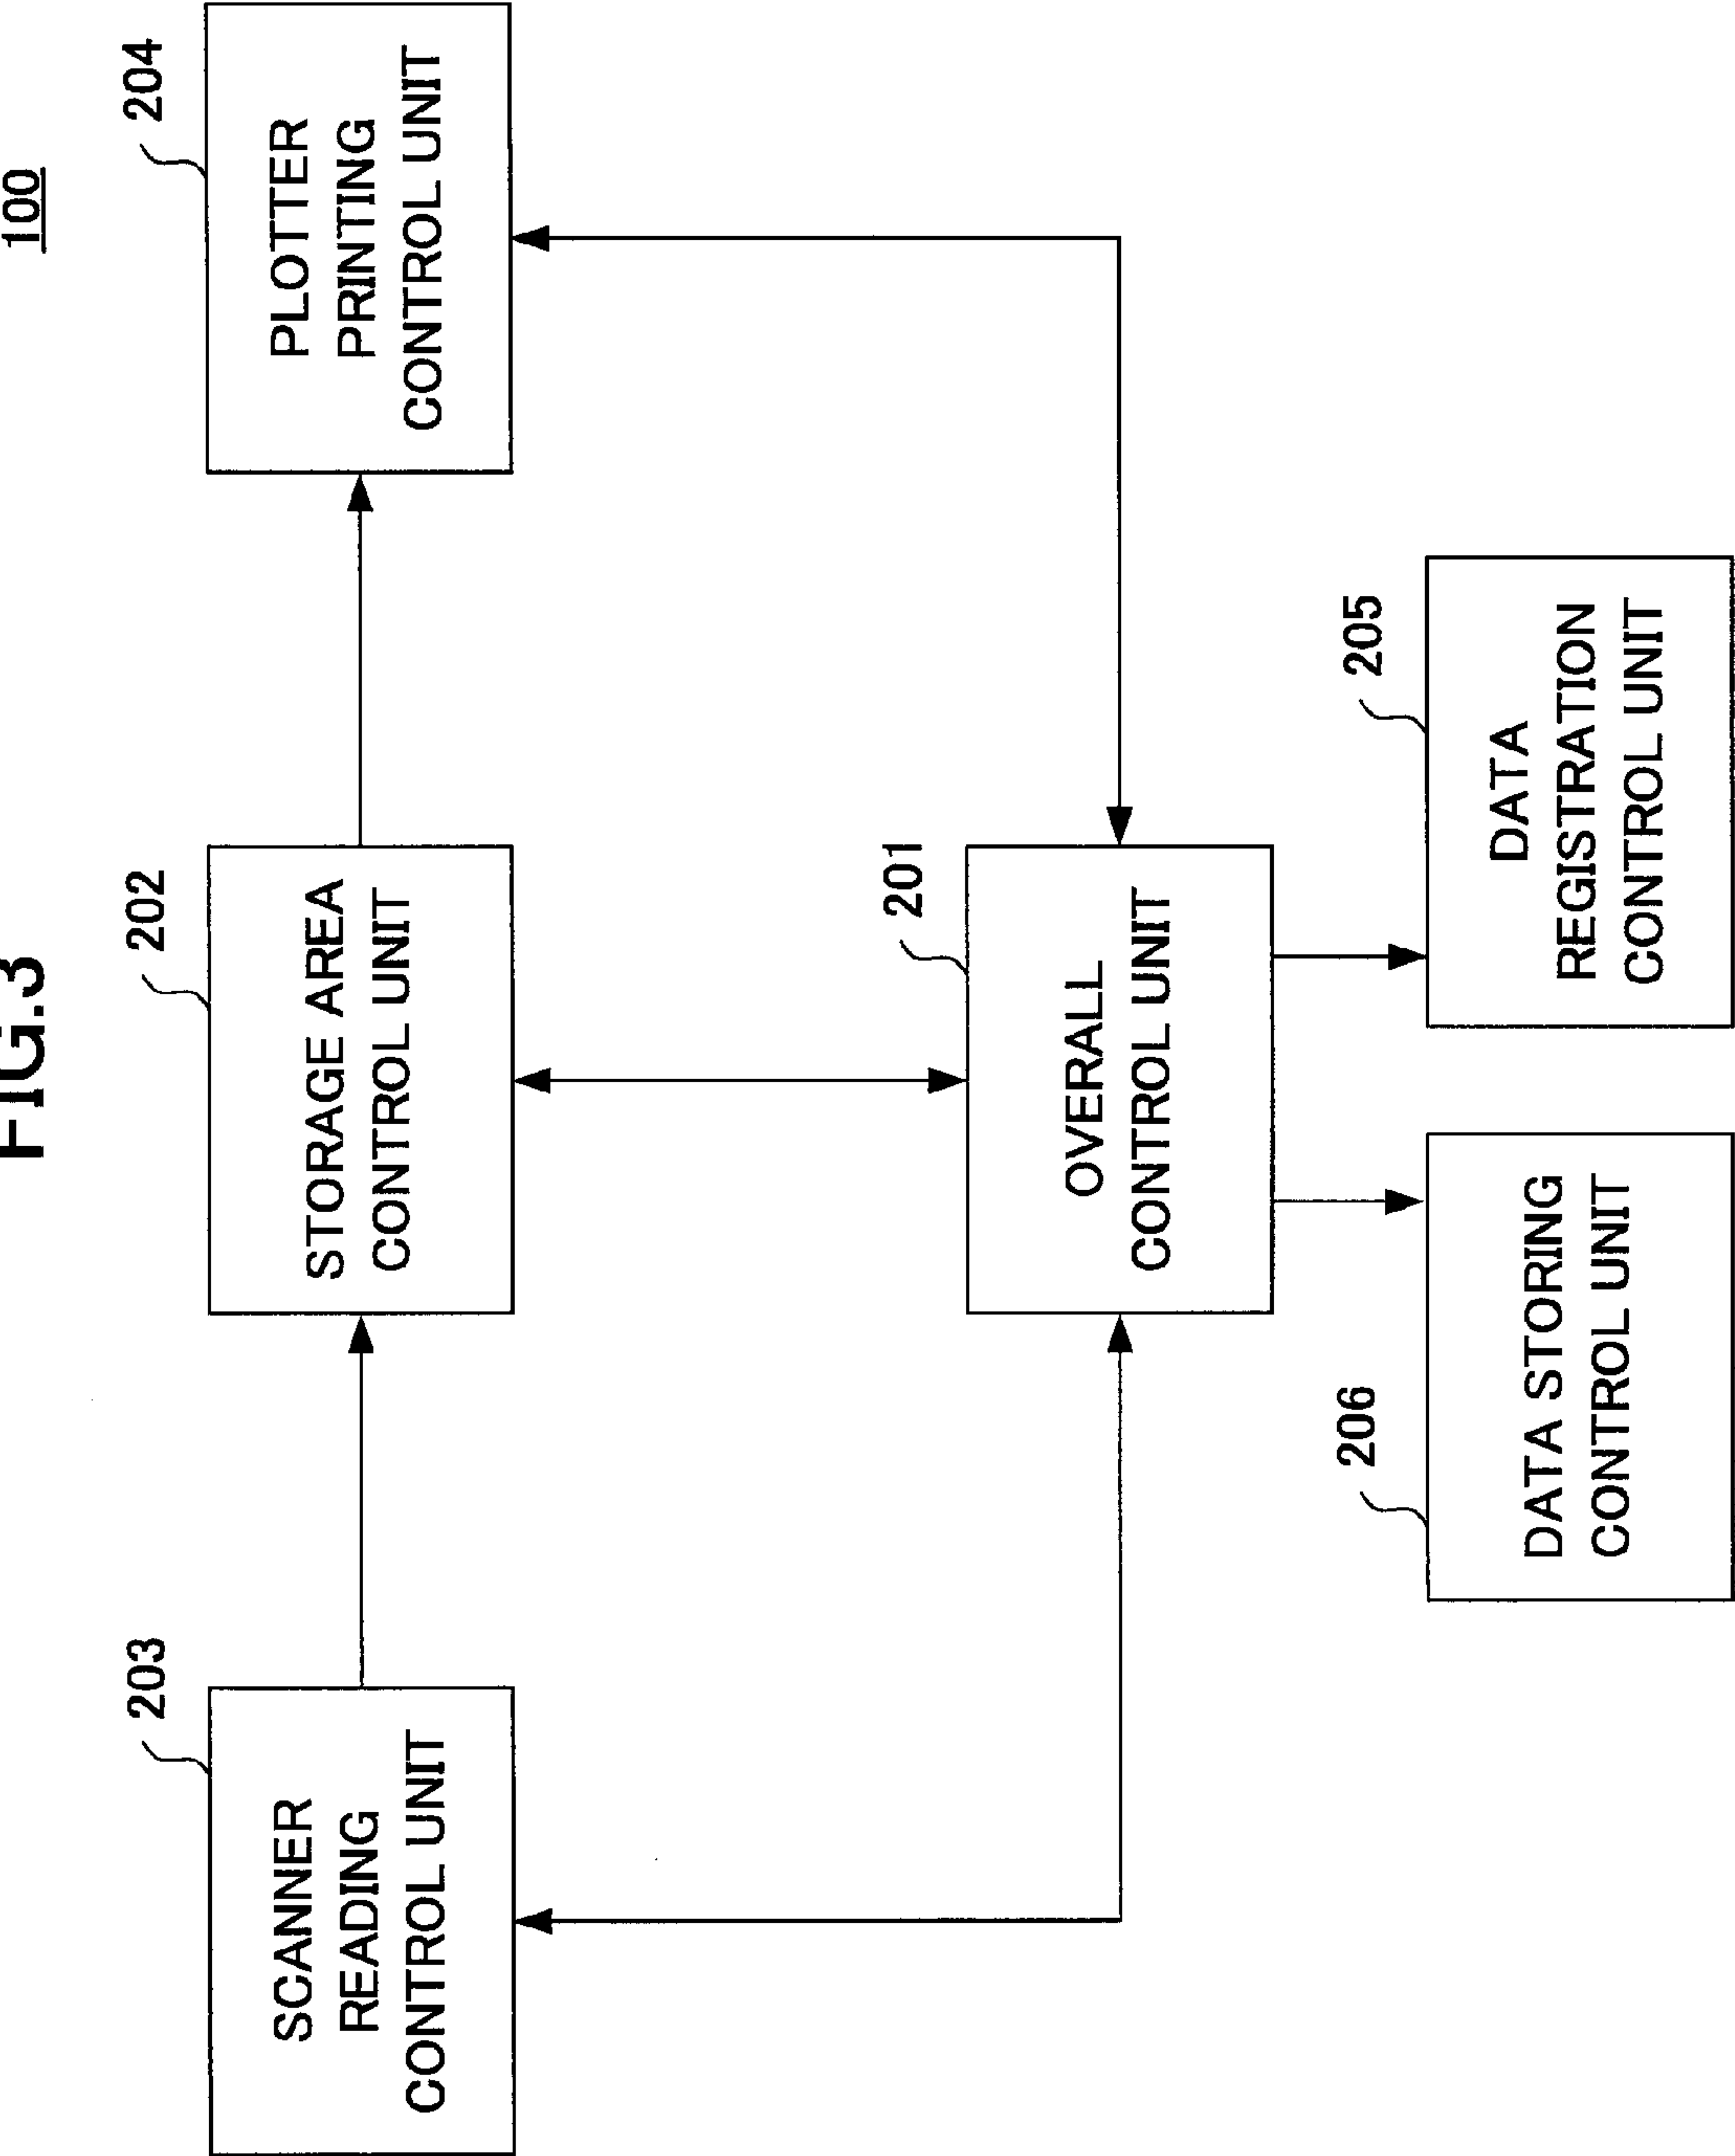 FIG.3
100
203
SCANNER
READING
CONTROL UNIT
202
STORAGE AREA
CONTROL UNIT
204
PLOTTER
PRINTING
CONTROL UNIT
201
OVERALL
CONTROL UNIT
206
DATA STORING
CONTROL UNIT
205
DATA
REGISTRATION
CONTROL UNIT